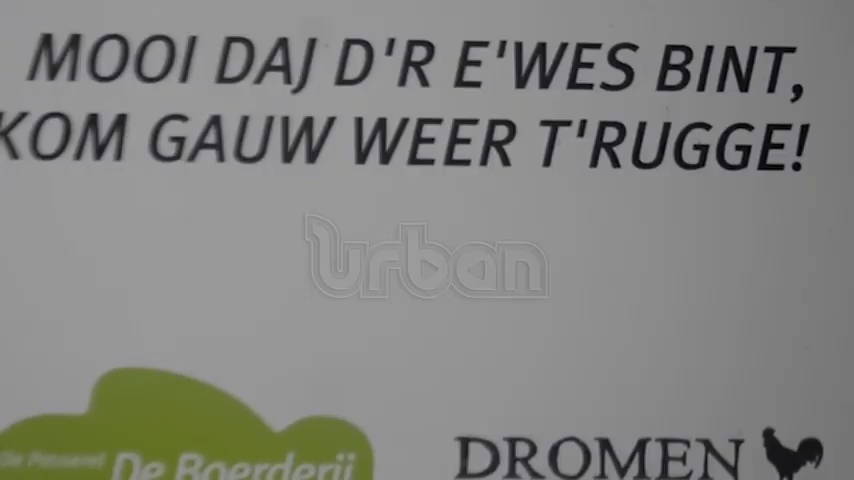 MOOI DAJ D'R E'WES BINT,
KOM GAUW WEER T'RUGGE!
urban
De Boerderij
DROMEN